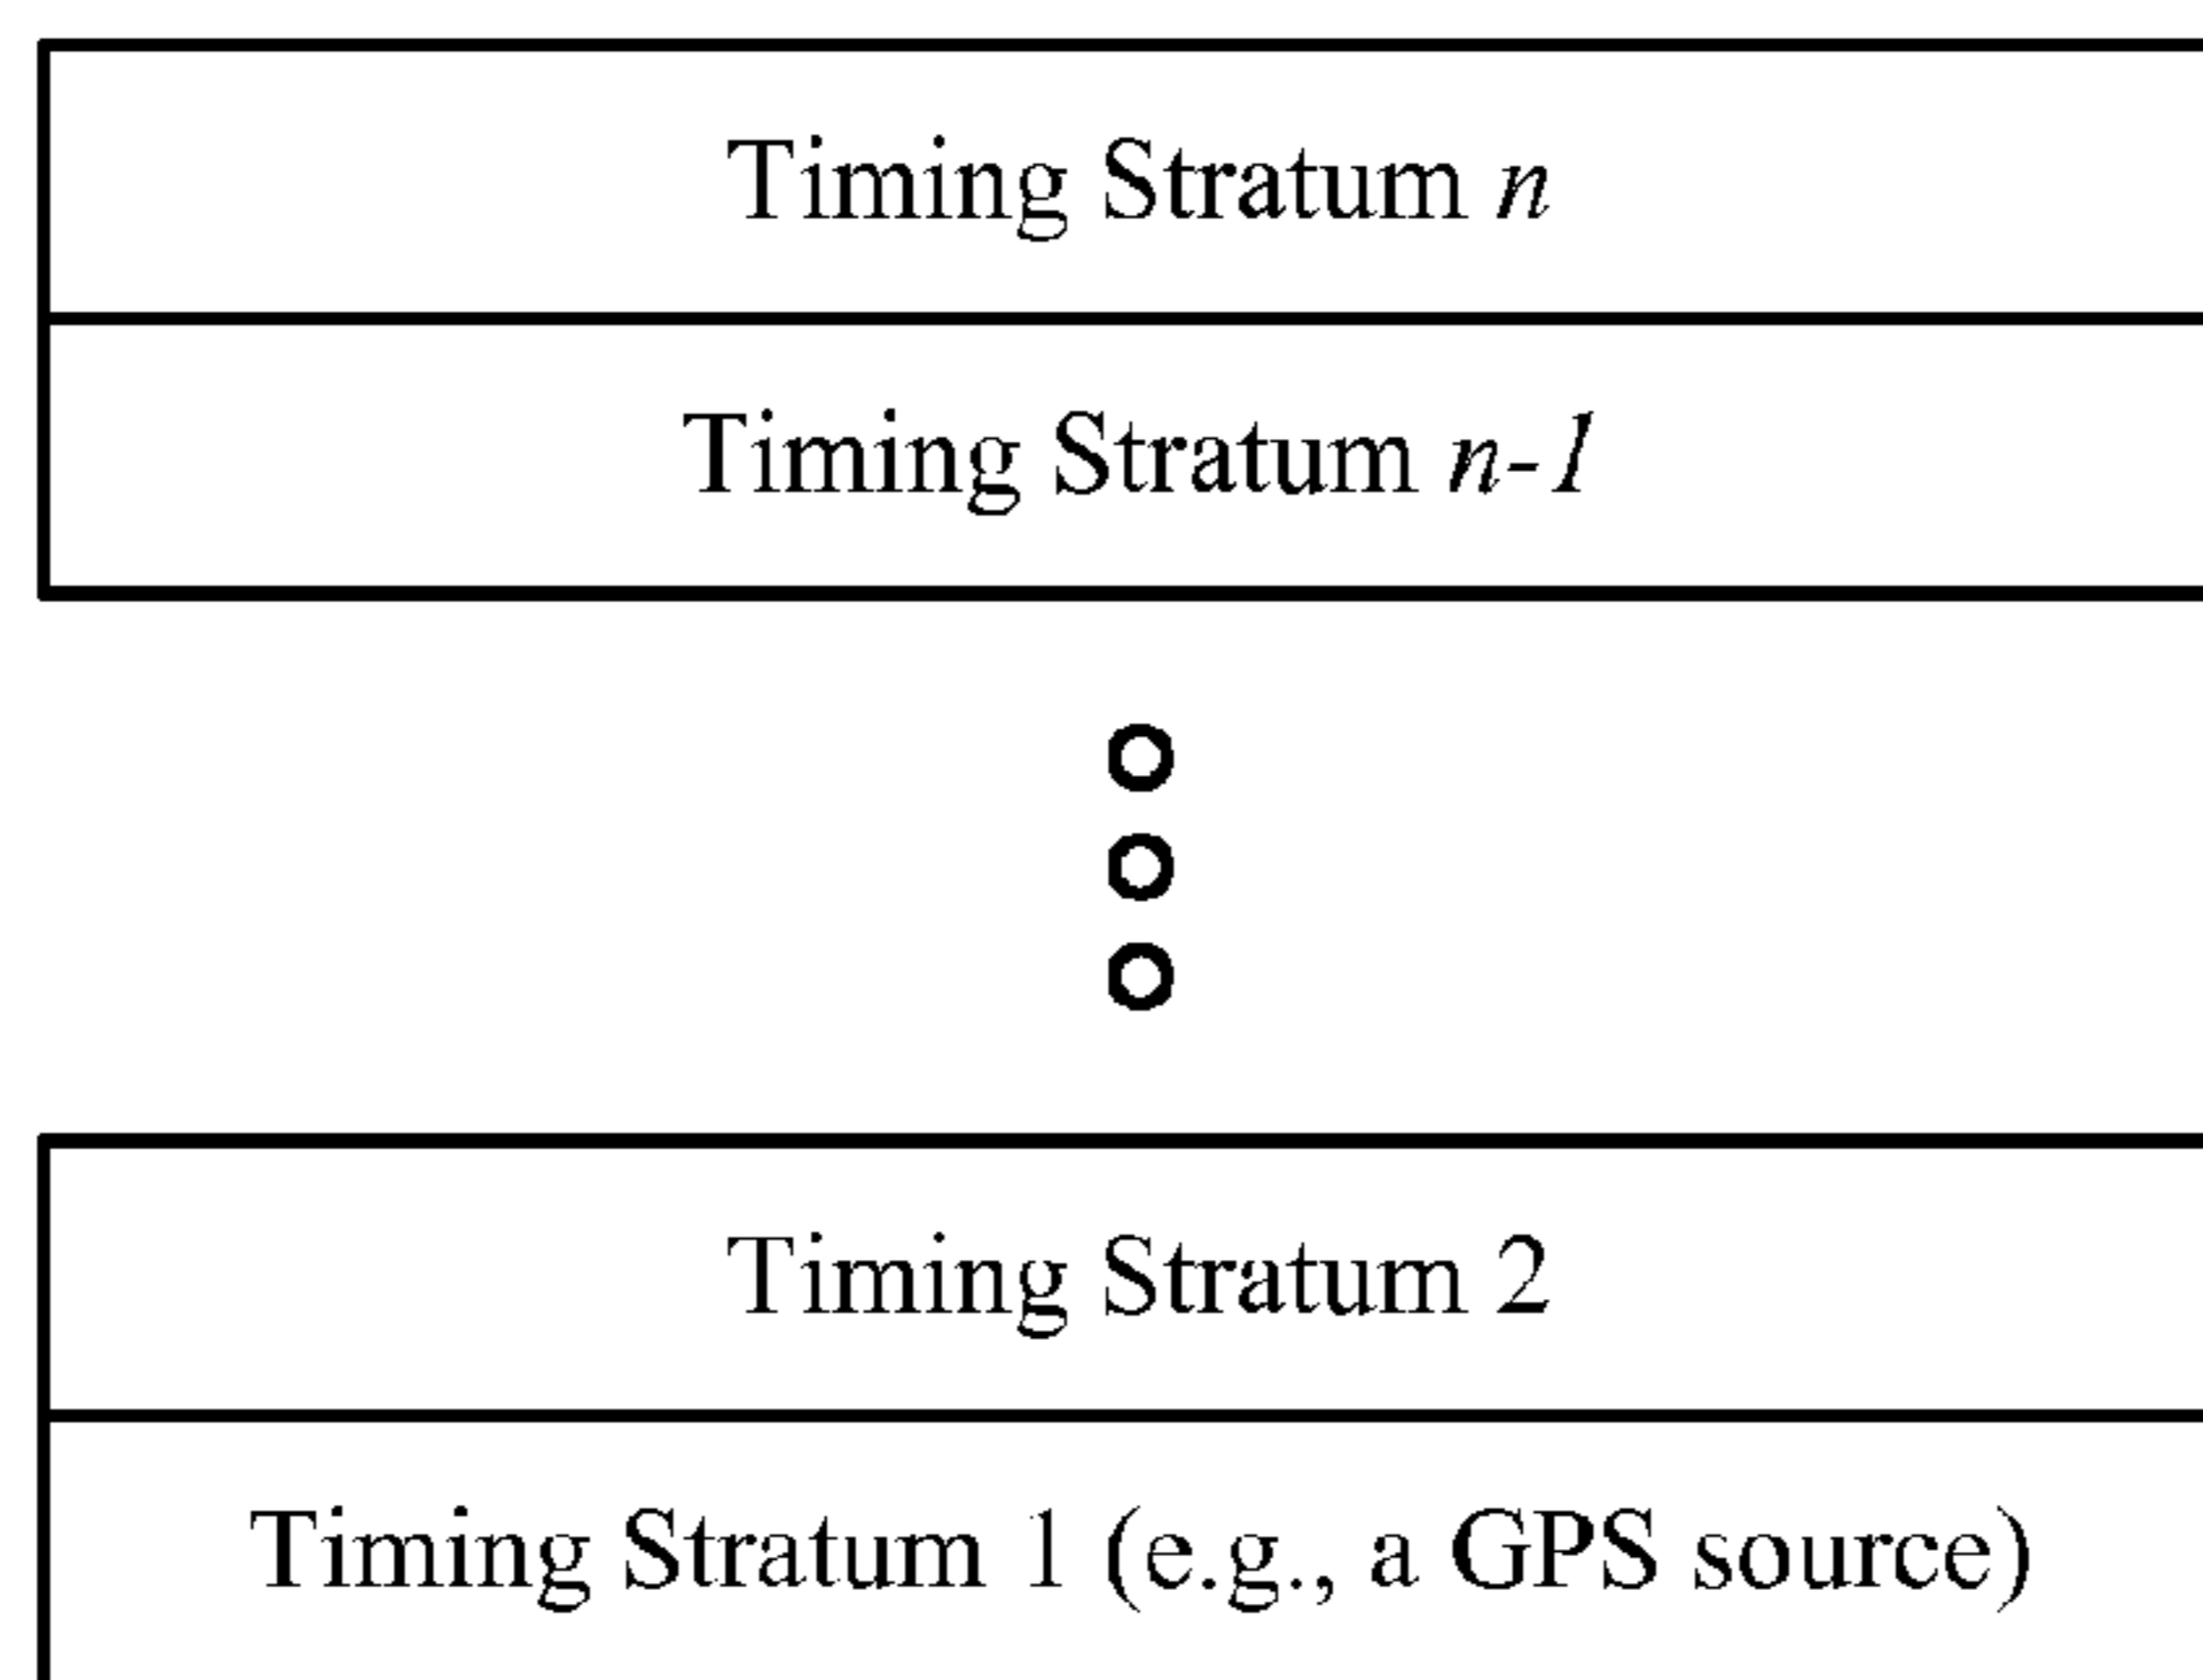 Timing Stratum n
Timing Stratum n-1
Timing Stratum 2
Timing Stratum 1 (e.g., a GPS source)